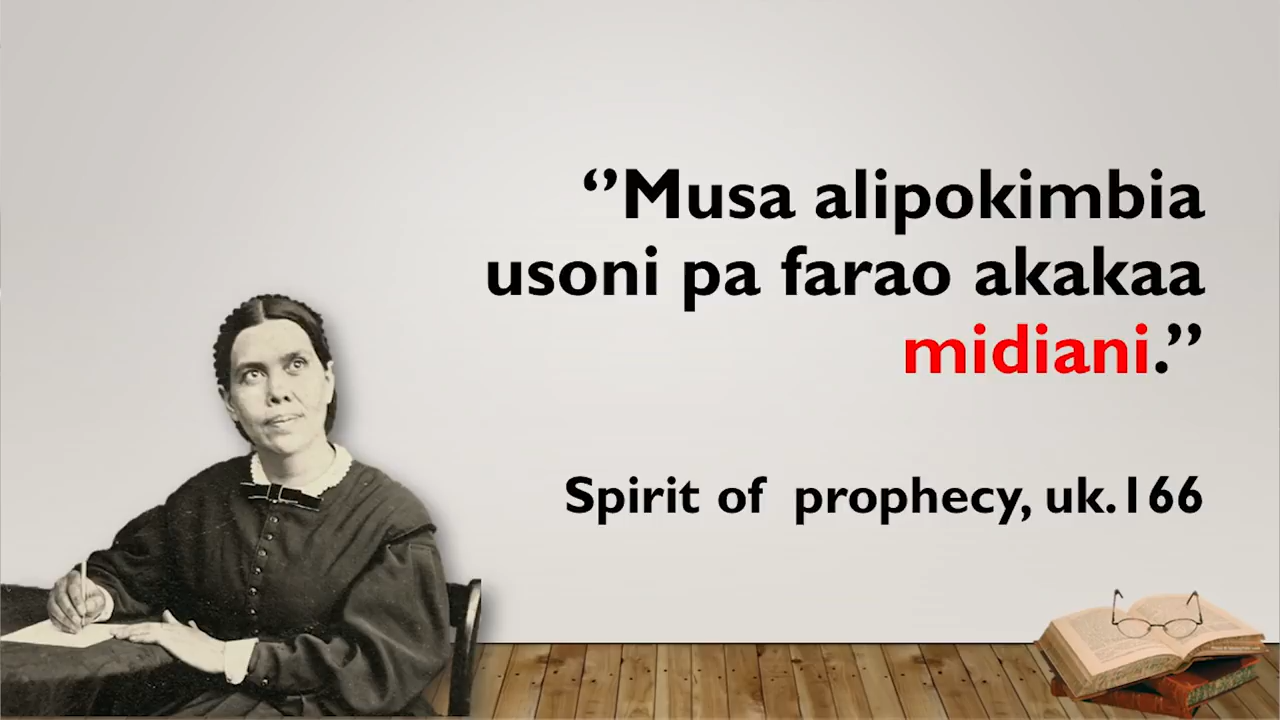 ‘’Musa alipokimbia
usoni pa farao akakaa
midiani.’’
Spirit of prophecy, uk.166